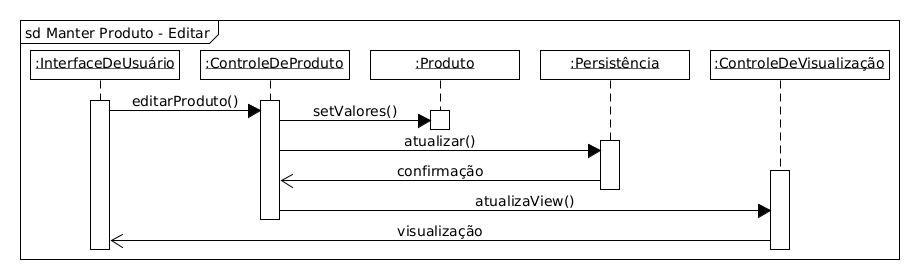 sd Manter Produto - Editar
:InterfaceDeUsuário
:ControleDeProduto
:Produto
:Persistência
:ControleDeVisualização
editarProduto()
setValores()
atualizar()
confirmação
atualizaView()
visualização